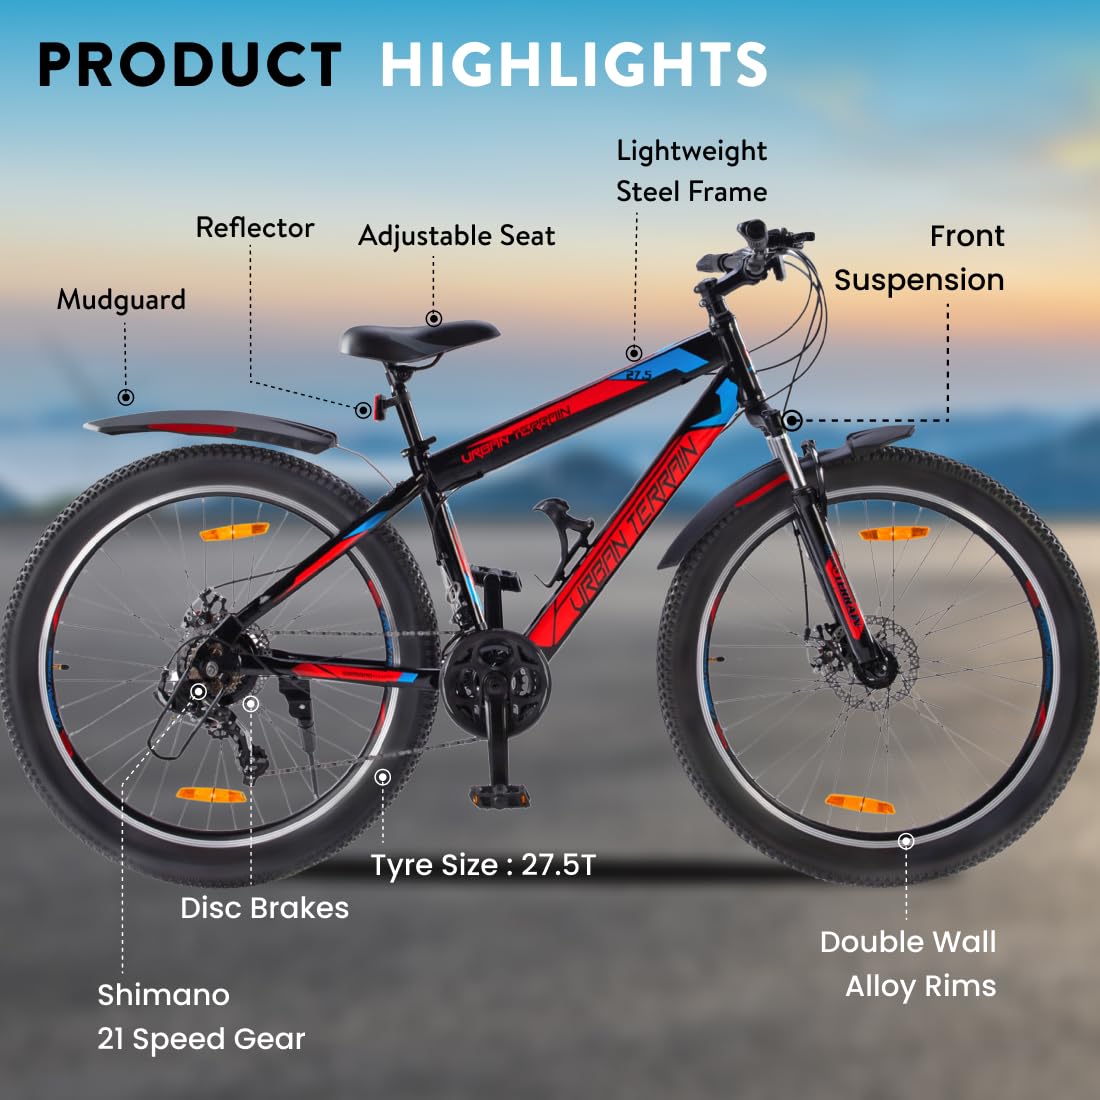 PRODUCT HIGHLIGHTS
Lightweight
Steel Frame
Reflector
Adjustable Seat
Front
Suspension
Mudguard
27.5
URBAN TERRAIN
URBAN TERRAIN
Tyre Size : 27.5T
Disc Brakes
Double Wall
Alloy Rims
Shimano
21 Speed Gear